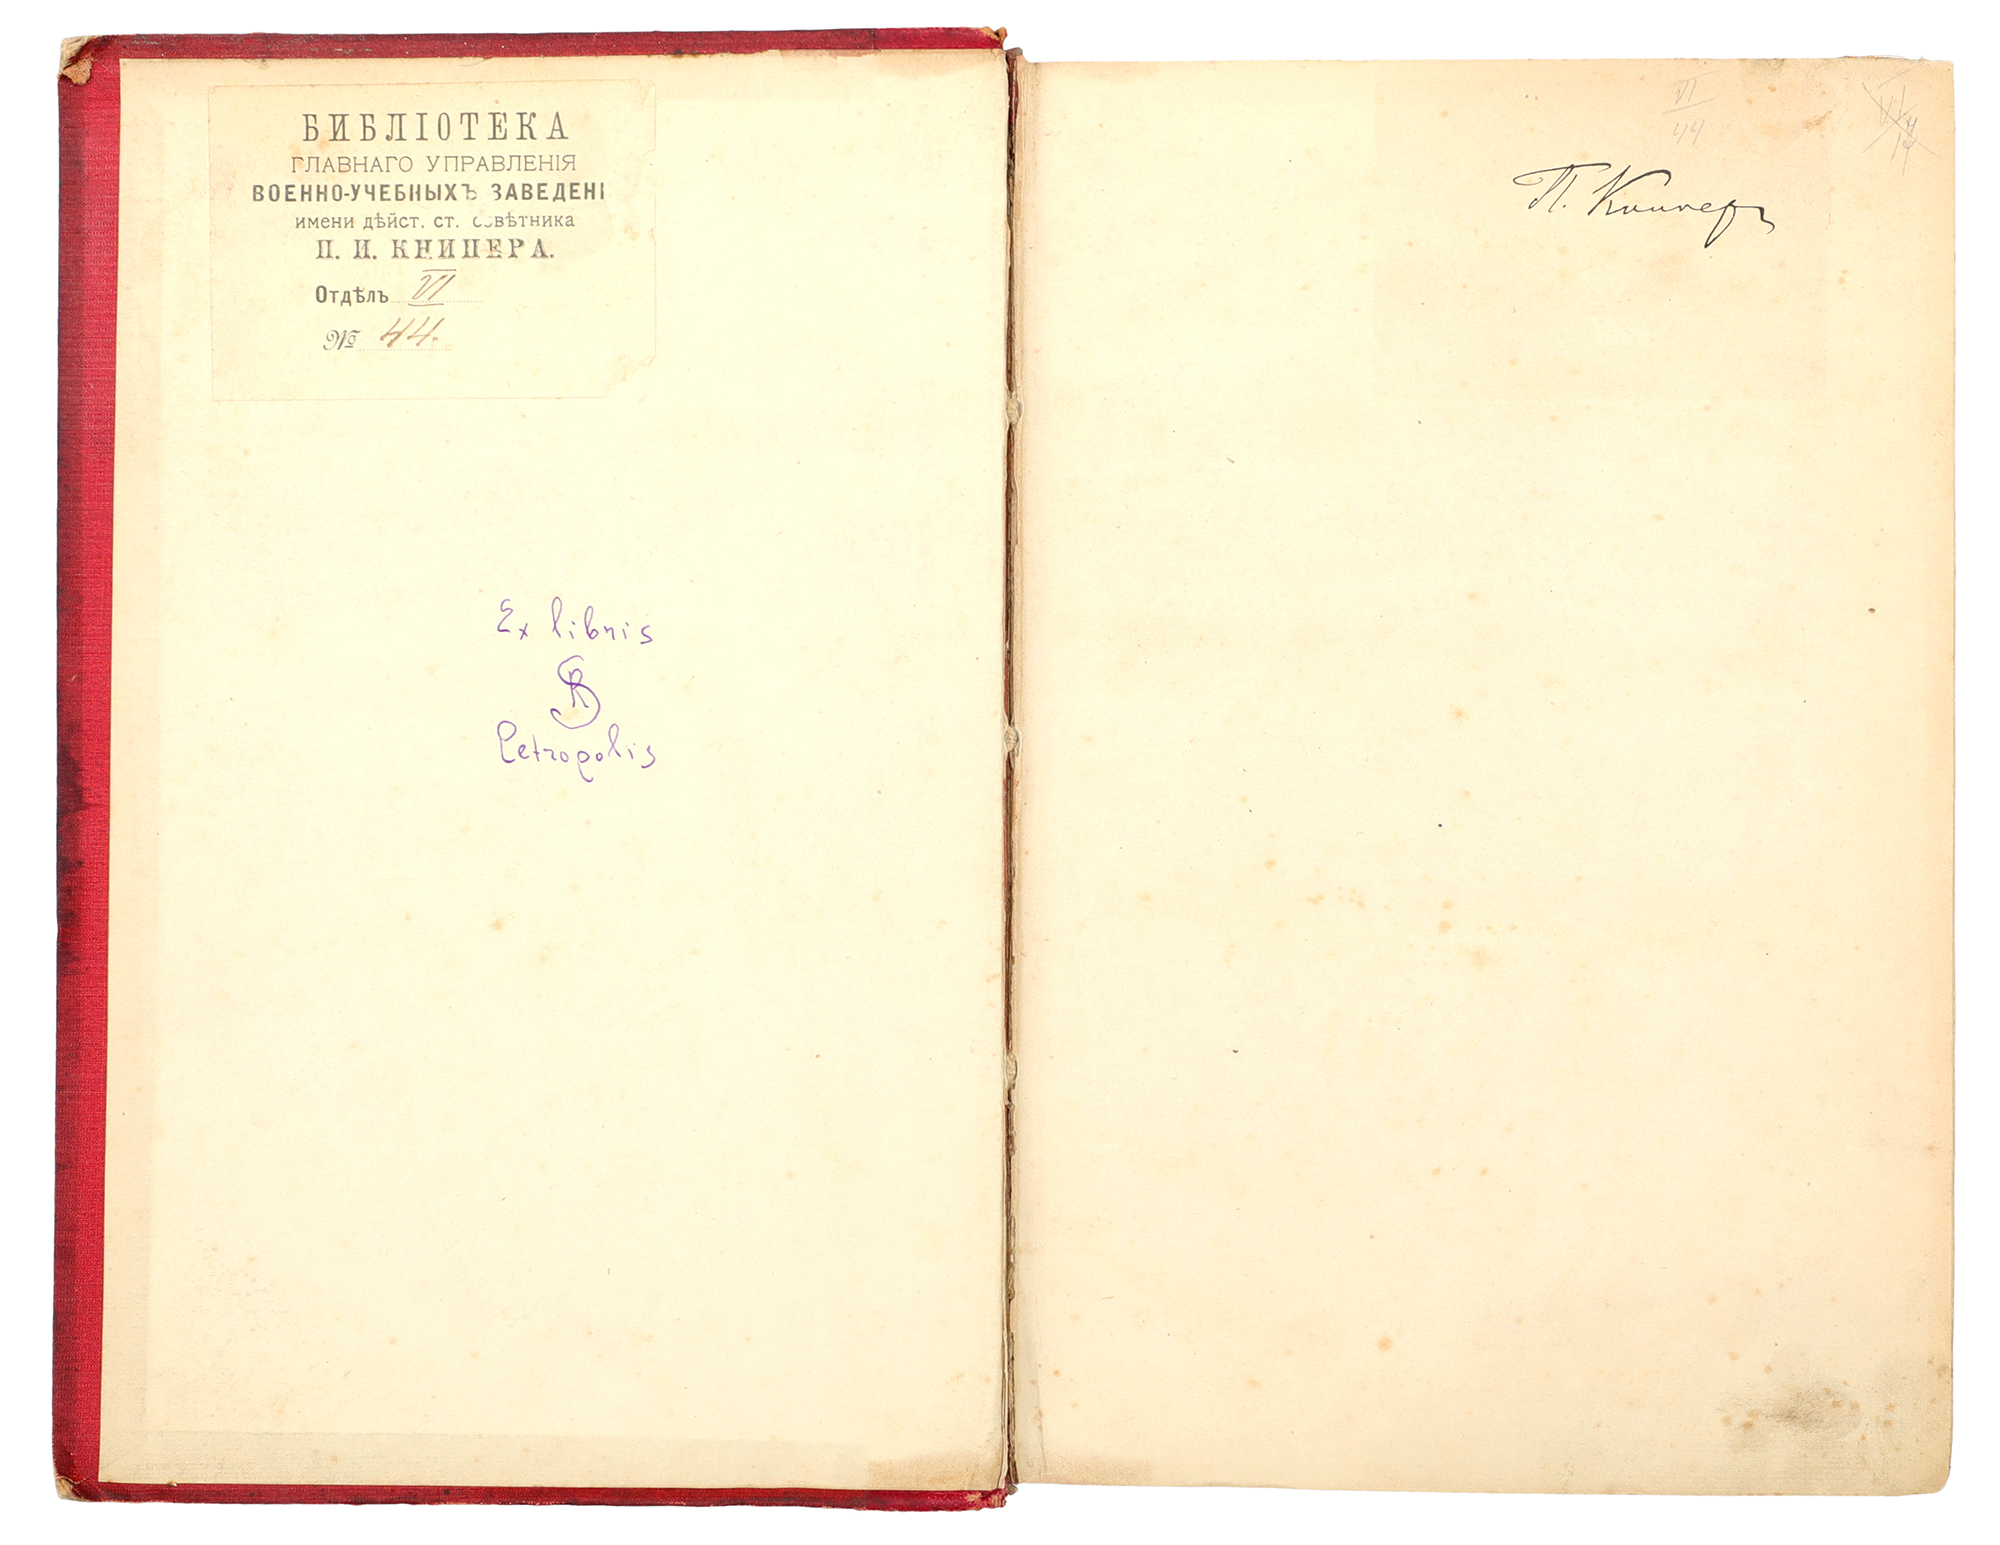 БИБЛІОТЕКА
ГЛАВНАГО УПРАВЛЕНІЯ
ВОЕННО-УЧЕБНЫХЪ ЗАВЕДЕНІ
имени дѣйст. ст. совѣтника
П. И. КНИПЕРА.
Отдѣлъ VI
№ 44.
Ex libris
Petropolis
VI
44
П. Книпер